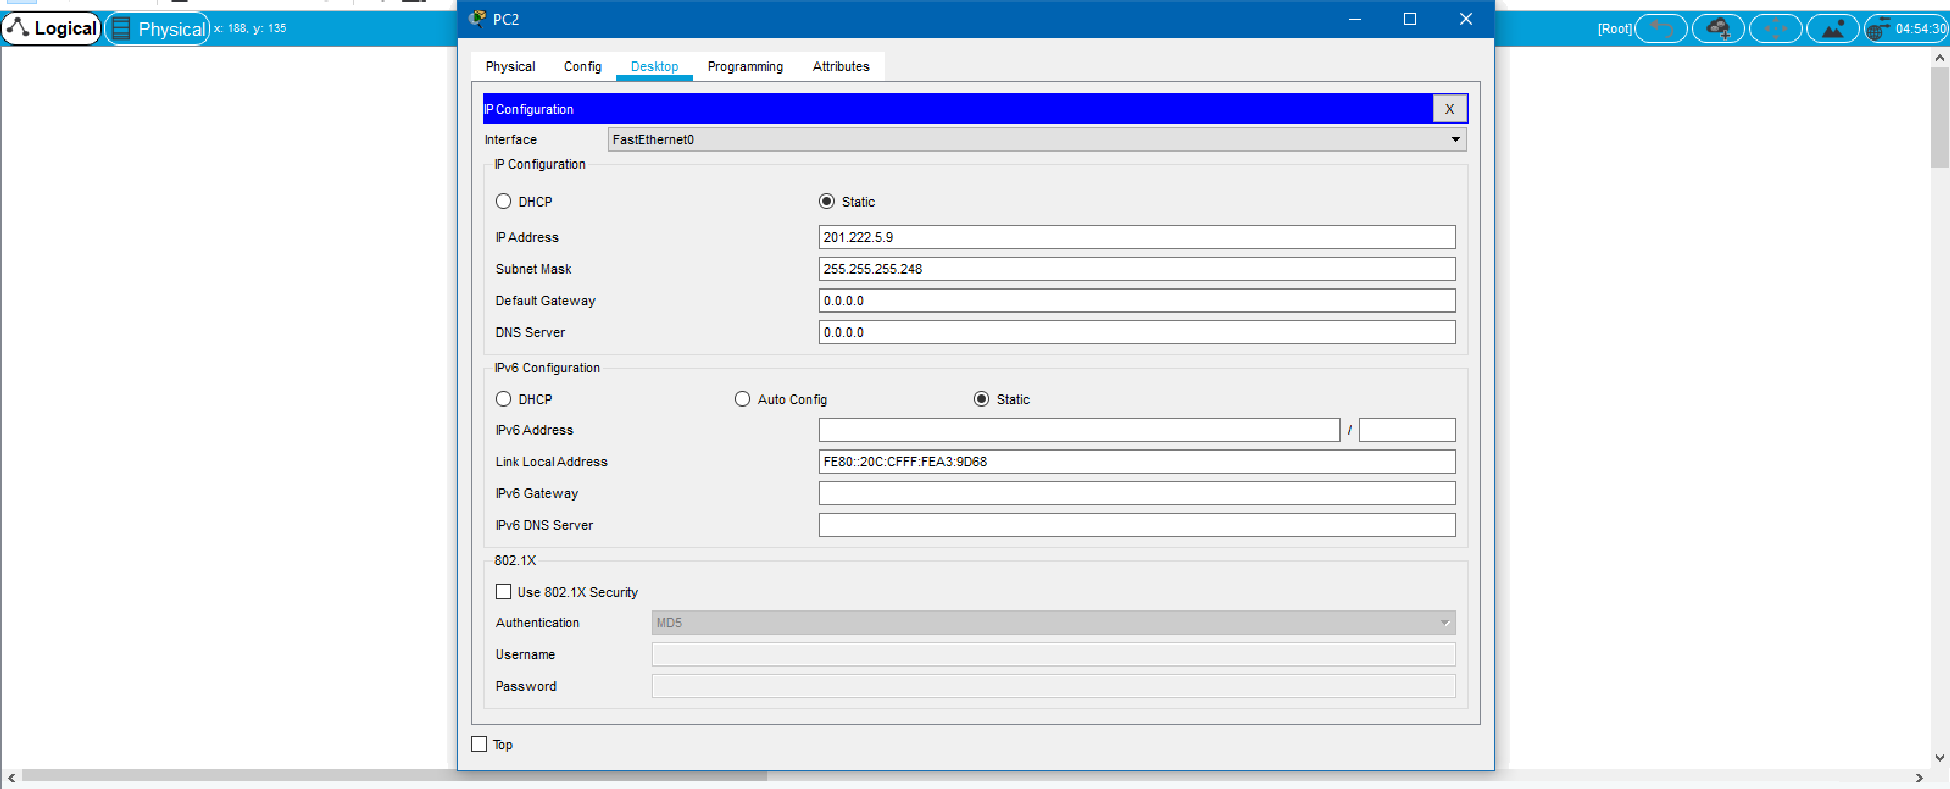 PC2
Logical Physical x: 188, y: 135 [Root] 04:54:30
Physical Config Desktop Programming Attributes
IP Configuration X
Interface FastEthernet0
IP Configuration
DHCP Static
IP Address 201.222.5.9
Subnet Mask 255.255.255.248
Default Gateway 0.0.0.0
DNS Server 0.0.0.0
IPv6 Configuration
DHCP Auto Config Static
IPv6 Address /
Link Local Address FE80::20C:CFFF:FEA3:9D68
IPv6 Gateway
IPv6 DNS Server
802.1X
Use 802.1X Security
Authentication MD5
Username
Password
Top